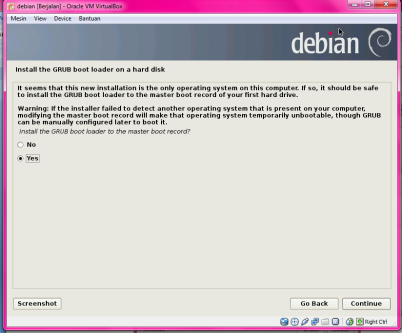 debian [Berjalan] - Oracle VM VirtualBox
Mesin View Device Bantuan
debian
Install the GRUB boot loader on a hard disk
It seems that this new installation is the only operating system on this computer. If so, it should be safe
to install the GRUB boot loader to the master boot record of your first hard drive.
Warning: If the installer failed to detect another operating system that is present on your computer,
modifying the master boot record will make that operating system temporarily unbootable, though GRUB
can be manually configured later to boot it.
Install the GRUB boot loader to the master boot record?
No
Yes
Screenshot
Go Back
Continue
Right Ctrl